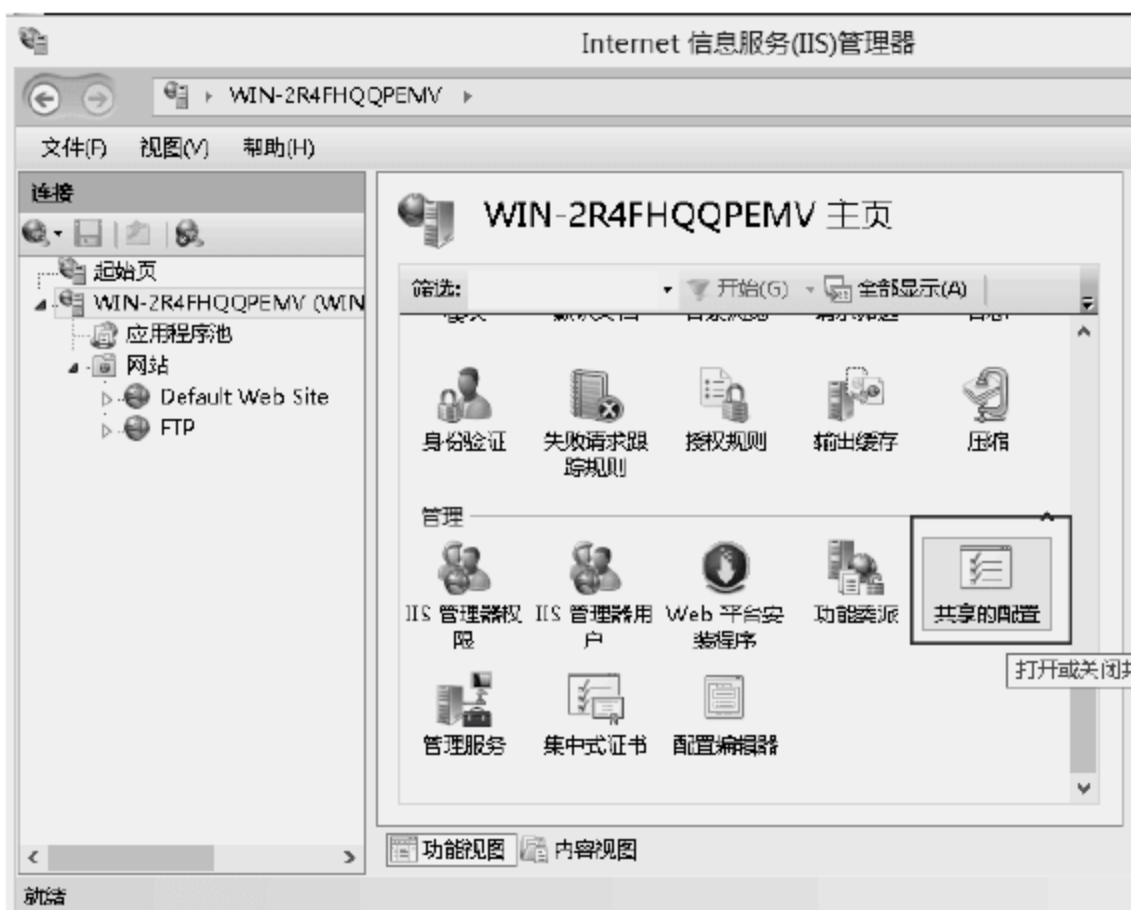 Internet 信息服务(IIS)管理器
WIN-2R4FHQQPEMV
文件(F) 视图(V) 帮助(H)
连接
起始页
WIN-2R4FHQQPEMV (WIN
应用程序池
网站
Default Web Site
FTP
WIN-2R4FHQQPEMV 主页
筛选: 开始(G) 全部显示(A)
身份验证 失败请求跟 授权规则 输出缓存 压缩
踪规则
管理
IIS 管理器权 IIS 管理器用 Web 平台安 功能委派 共享的配置
限 户 装程序
打开或关闭共
管理服务 集中式证书 配置编辑器
功能视图 内容视图
就绪